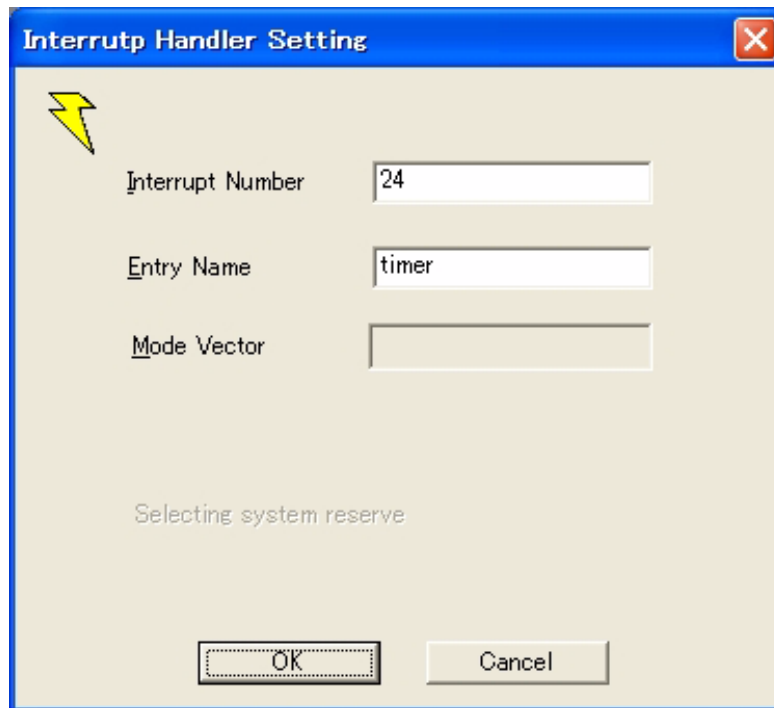 Interrutp Handler Setting
Interrupt Number 24
Entry Name timer
Mode Vector
Selecting system reserve
OK Cancel